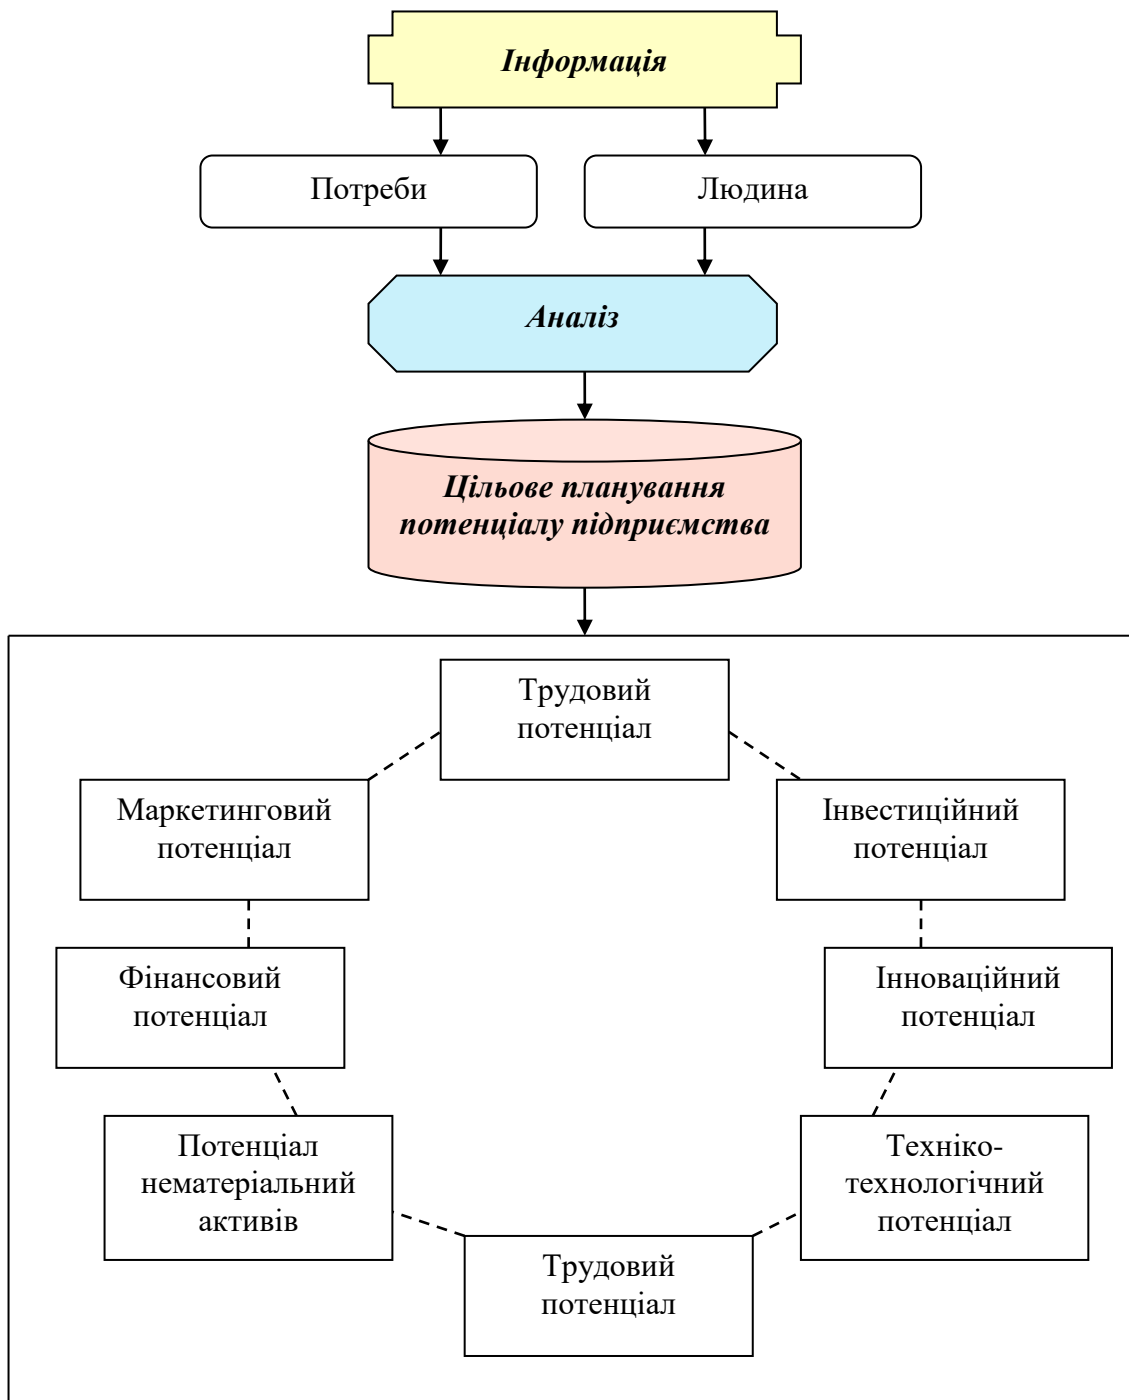 Інформація
Потреби
Людина
Аналіз
Цільове планування
потенціалу підприємства
Трудовий
потенціал
Маркетинговий
потенціал
Інвестиційний
потенціал
Фінансовий
потенціал
Інноваційний
потенціал
Потенціал
нематеріальний
активів
Техніко-
технологічний
потенціал
Трудовий
потенціал